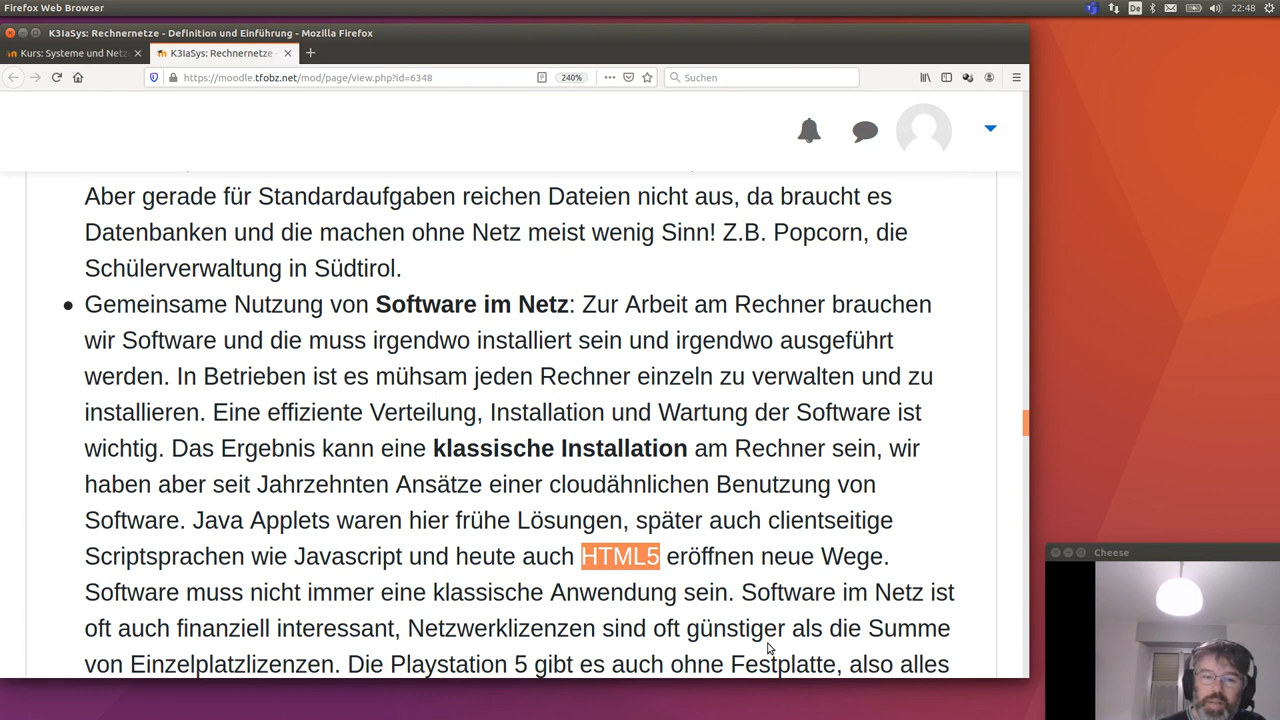 Firefox Web Browser
De
22:48
K3IaSys: Rechnernetze - Definition und Einführung - Mozilla Firefox
Kurs: Systeme und Netz
K3IaSys: Rechnernetze -
https://moodle.tfobz.net/mod/page/view.php?id=6348
240%
Suchen
Aber gerade für Standardaufgaben reichen Dateien nicht aus, da braucht es
Datenbanken und die machen ohne Netz meist wenig Sinn! Z.B. Popcorn, die
Schülerverwaltung in Südtirol.
Gemeinsame Nutzung von Software im Netz: Zur Arbeit am Rechner brauchen
wir Software und die muss irgendwo installiert sein und irgendwo ausgeführt
werden. In Betrieben ist es mühsam jeden Rechner einzeln zu verwalten und zu
installieren. Eine effiziente Verteilung, Installation und Wartung der Software ist
wichtig. Das Ergebnis kann eine klassische Installation am Rechner sein, wir
haben aber seit Jahrzehnten Ansätze einer cloudähnlichen Benutzung von
Software. Java Applets waren hier frühe Lösungen, später auch clientseitige
Scriptsprachen wie Javascript und heute auch HTML5 eröffnen neue Wege.
Software muss nicht immer eine klassische Anwendung sein. Software im Netz ist
oft auch finanziell interessant, Netzwerklizenzen sind oft günstiger als die Summe
von Einzelplatzlizenzen. Die Playstation 5 gibt es auch ohne Festplatte, also alles
Cheese